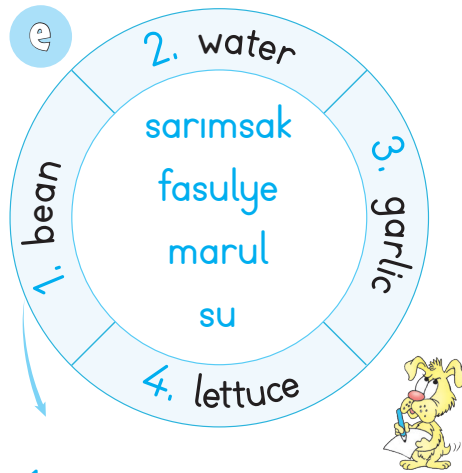 e
1. bean
2. water
3. garlic
4. lettuce
sarımsak
fasulye
marul
su